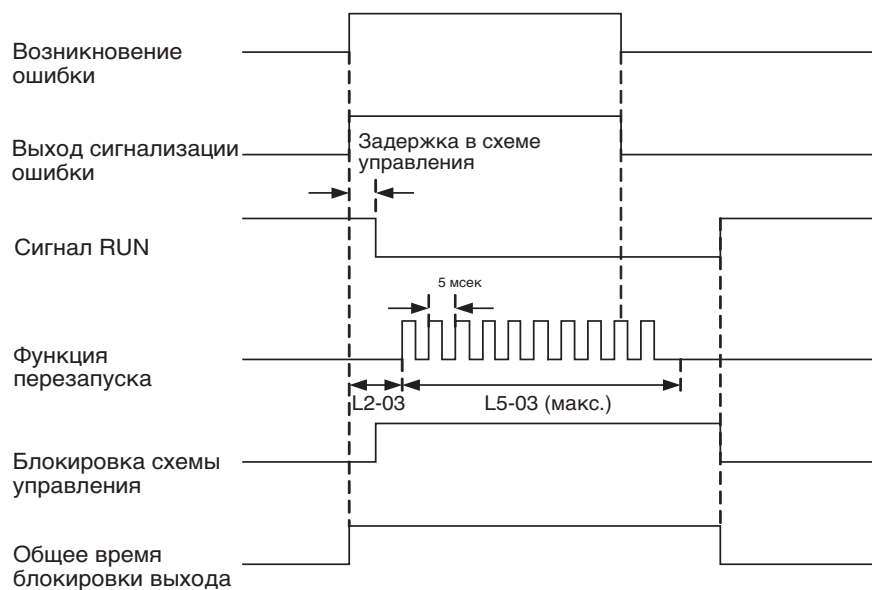 Возникновение
ошибки
Выход сигнализации
ошибки
Задержка в схеме
управления
Сигнал RUN
5 мсек
Функция
перезапуска
L2-03
L5-03 (макс.)
Блокировка схемы
управления
Общее время
блокировки выхода